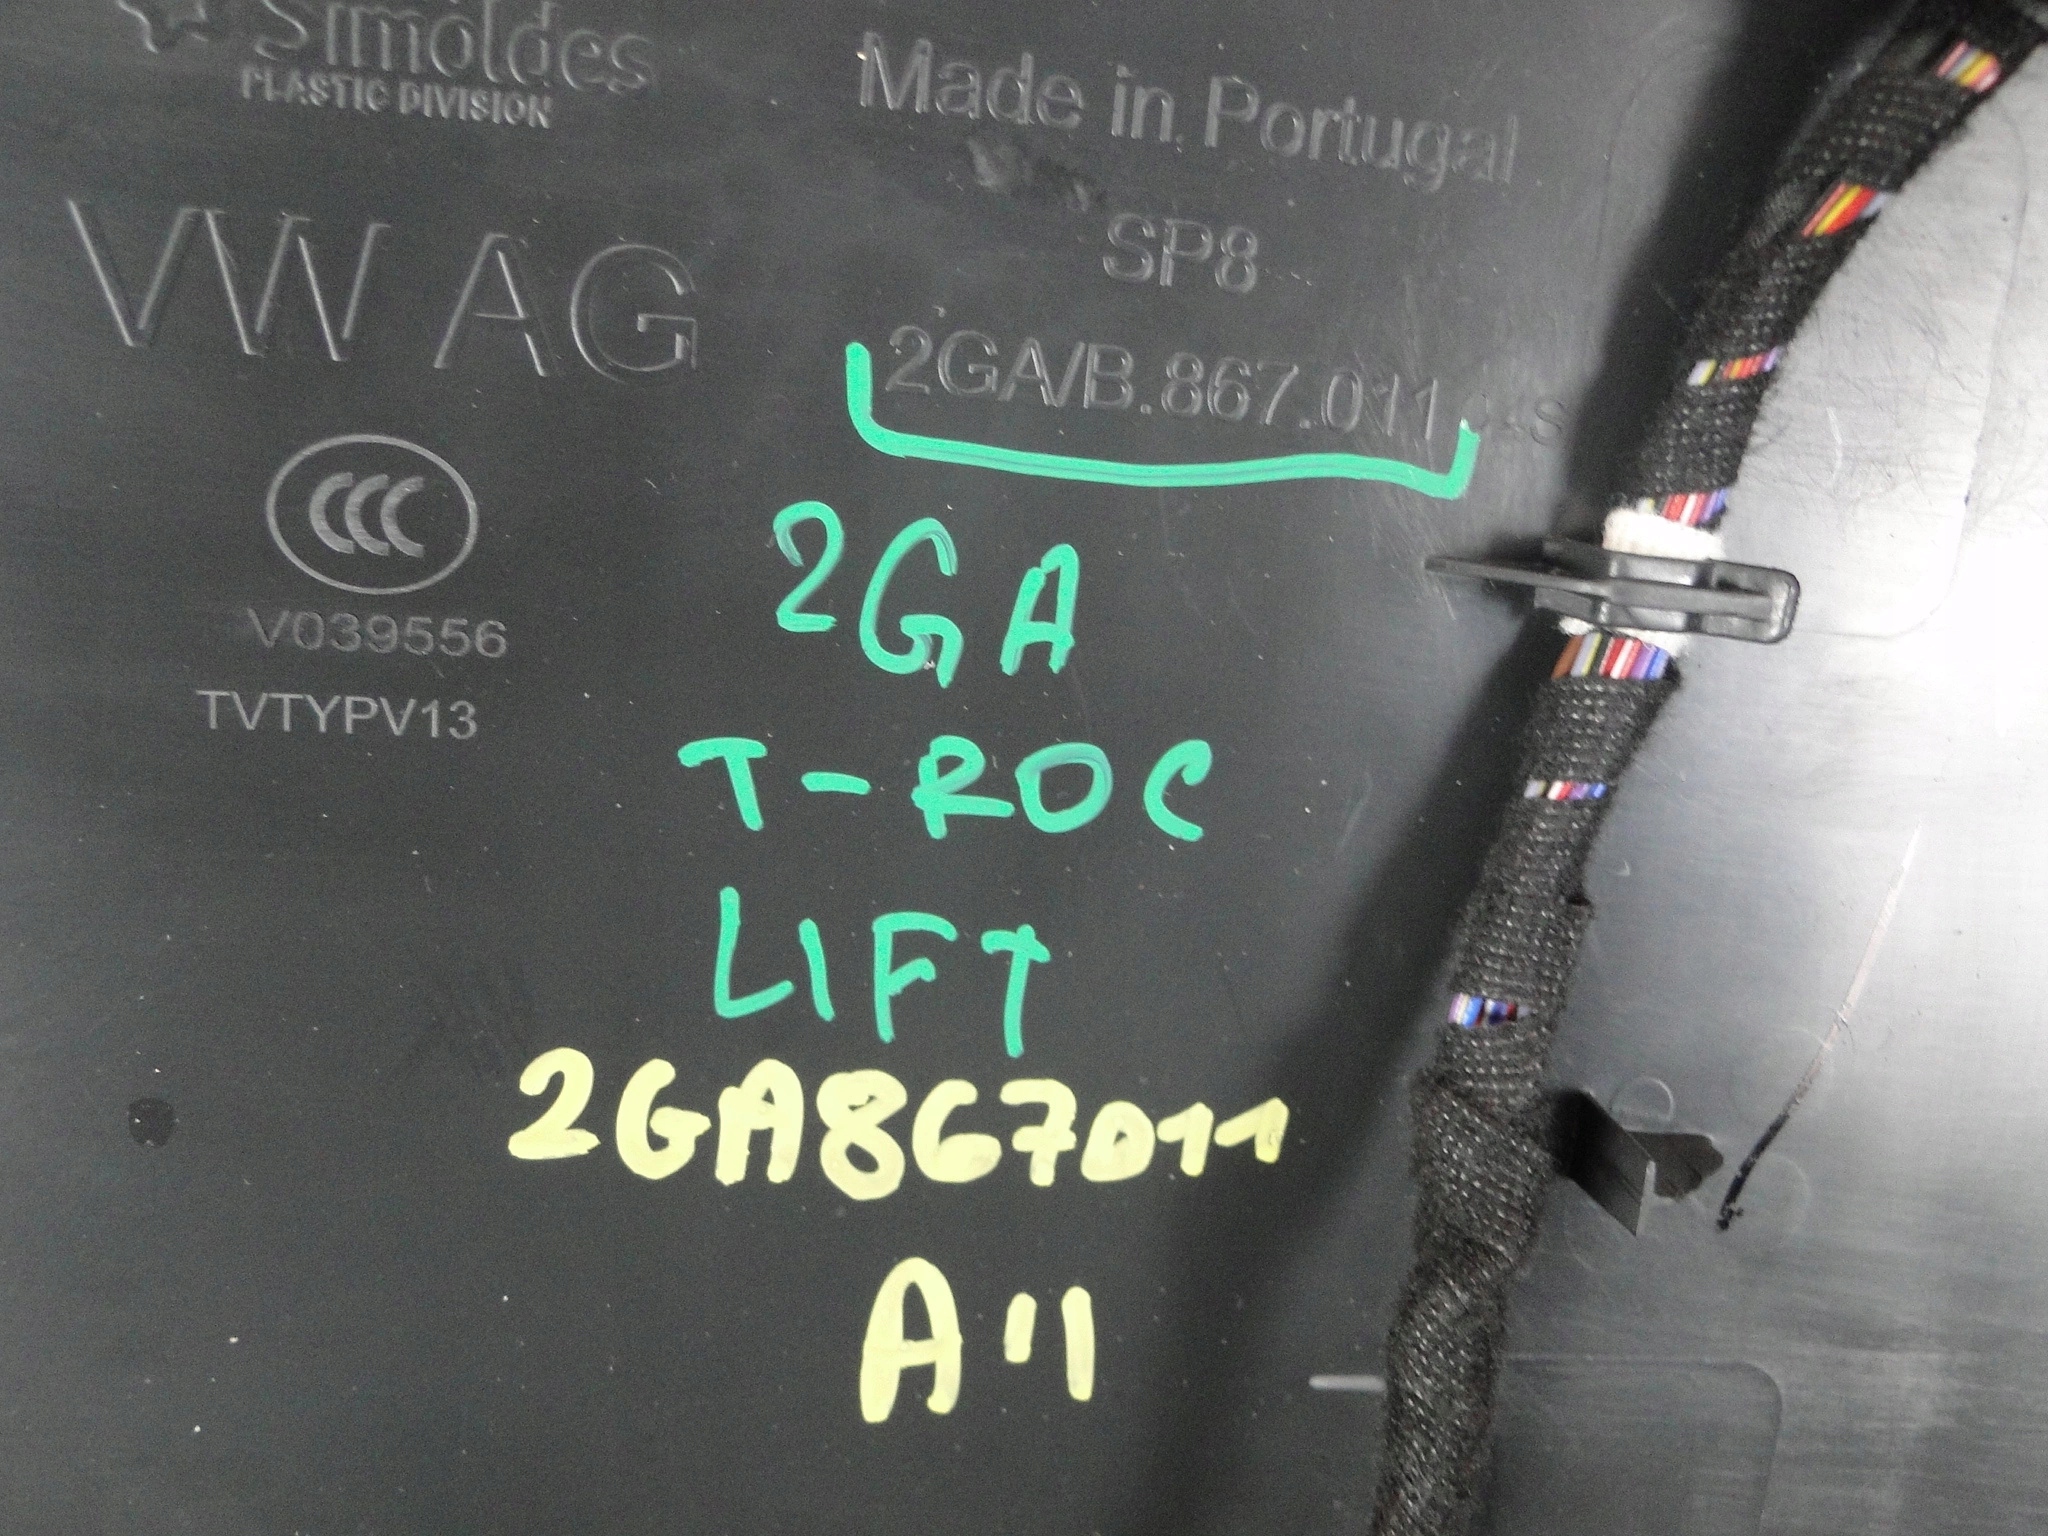 Simoldes
PLASTIC DIVISION
Made in Portugal
SP8
VW AG
2GA/B.867.011
CCC
V039556
TVTYPV13
2GA
T-ROC
LIFT
2GA867011
A11